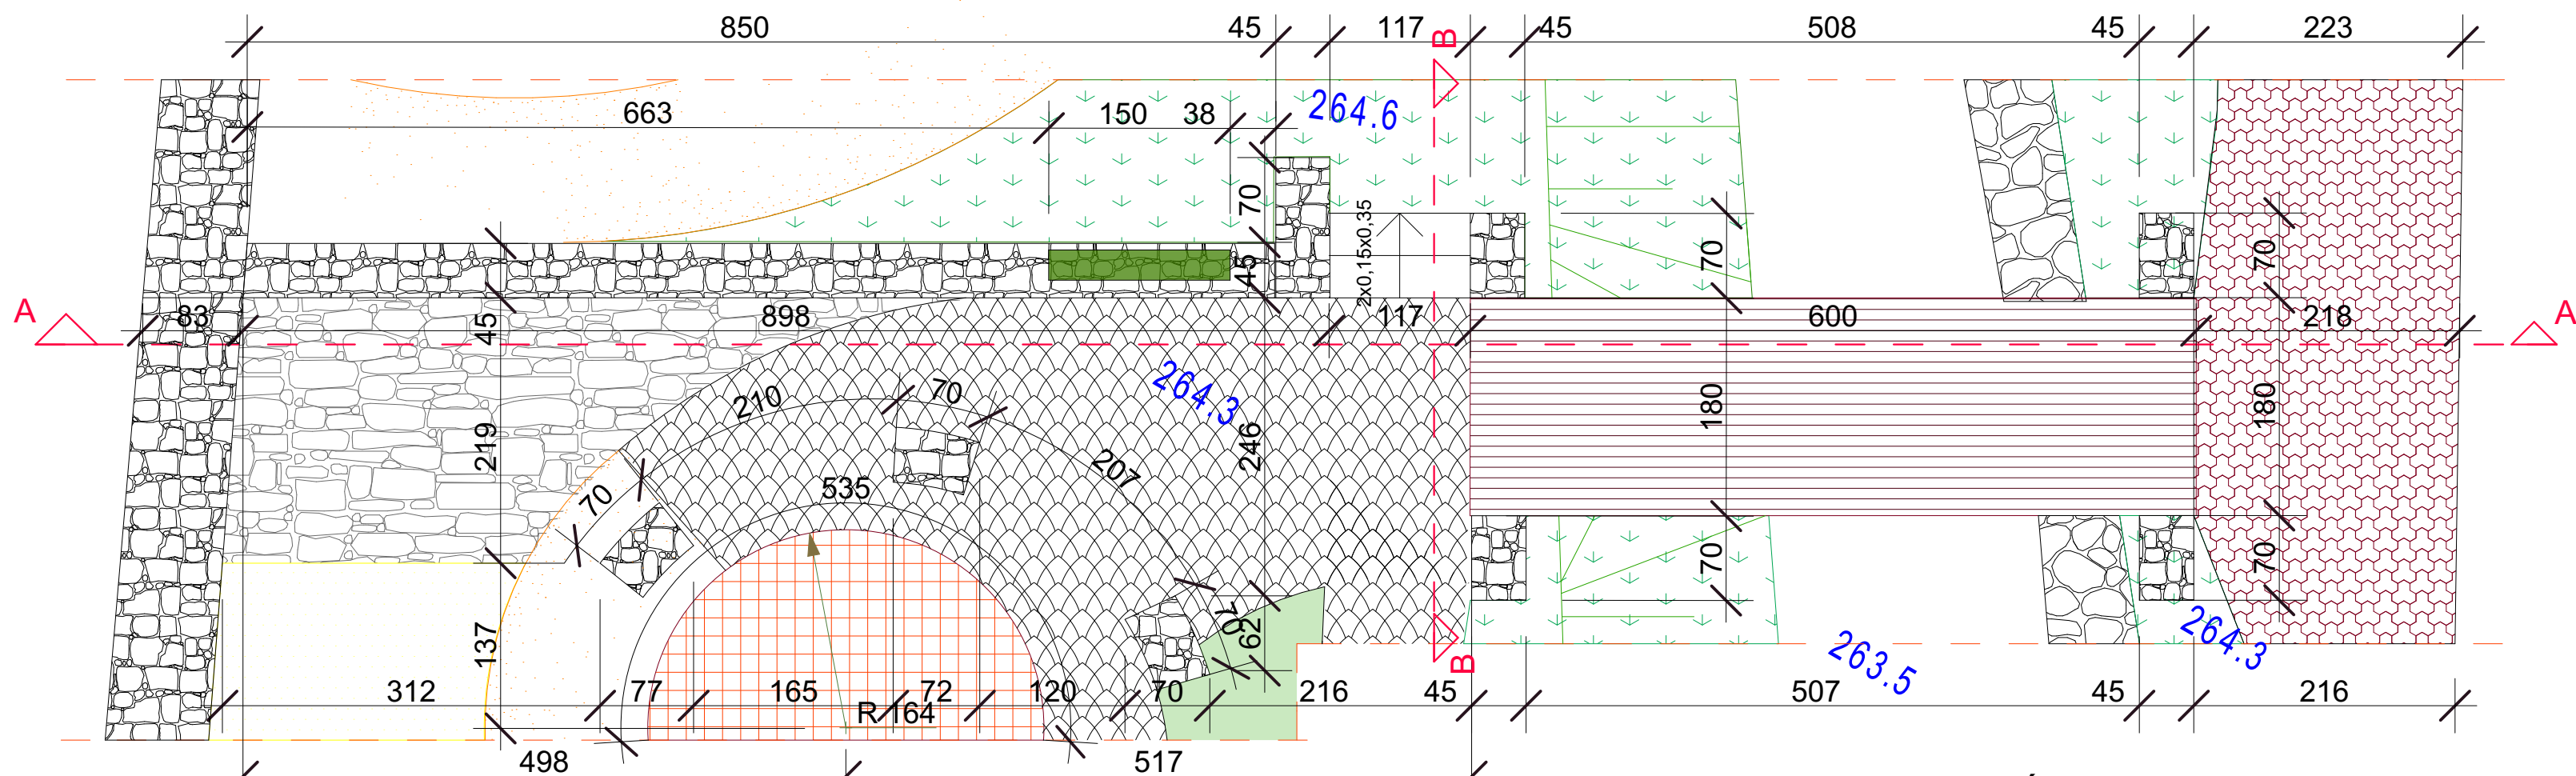 850 45 117 B 45 508 45 223
663 150 38 264.6
70
2x0,15x0,35
45 70 70
A 83 45 898 117 600 218 A
210 70 264.3 180 180
219 246
535 207
70
70 70
137 70 62
B 263.5 264.3
312 77 165 72 120 70 216 45 507 45 216
R 164
498 517